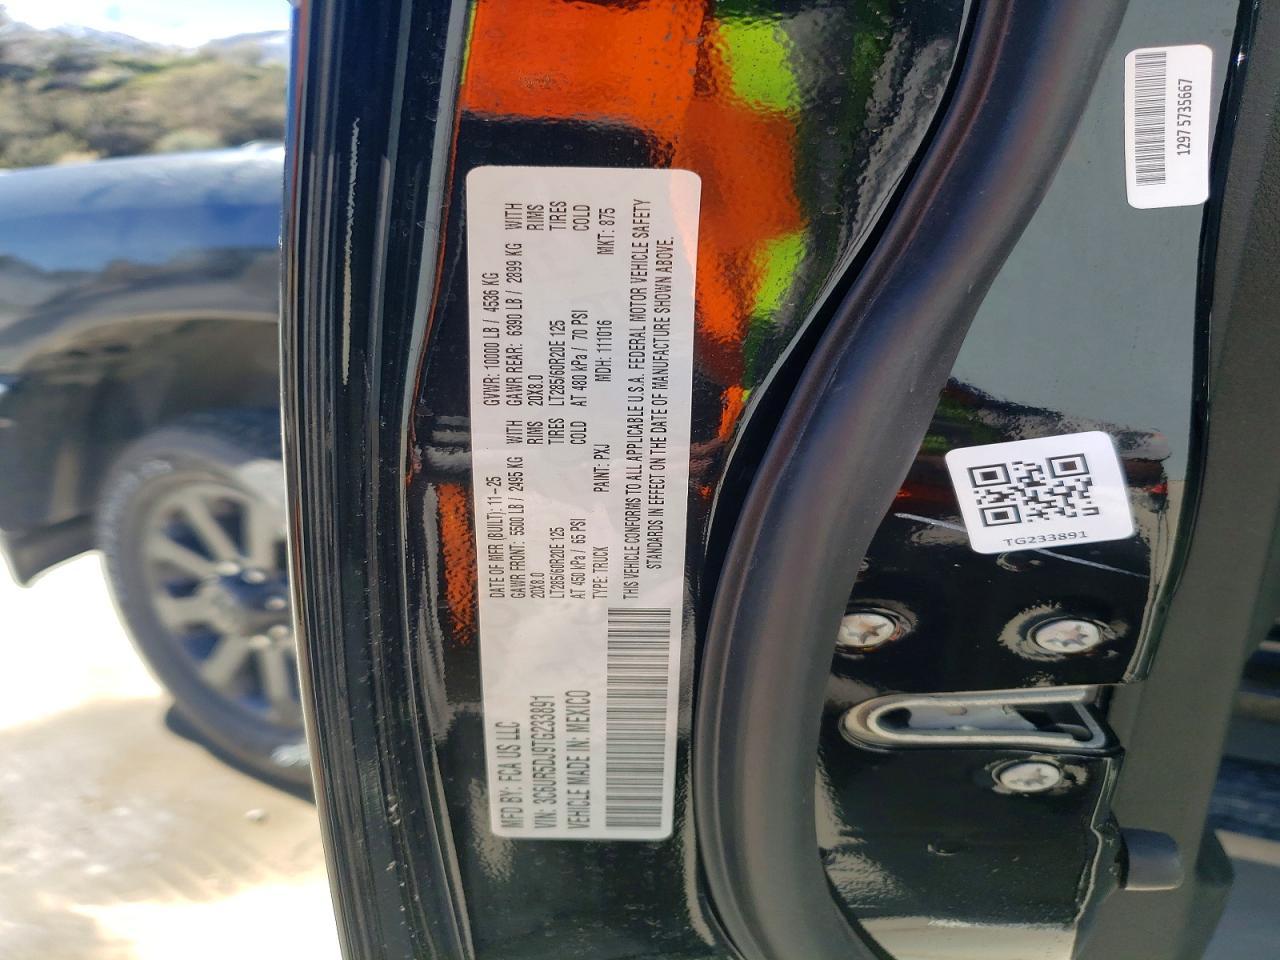 MFD BY: FCA US LLC
VIN: 3C6UR5DJ9TG233891
VEHICLE MADE IN: MEXICO
DATE OF MFR (BUILT): 11-25 GVWR: 10000 LB / 4536 KG
GAWR FRONT: 5500 LB / 2495 KG WITH GAWR REAR: 6390 LB / 2899 KG WITH
20X8.0 RIMS 20X8.0 RIMS
LT285/60R20E 125 TIRES LT285/60R20E 125 TIRES
AT 450 kPa / 65 PSI COLD AT 480 kPa / 70 PSI COLD
TYPE: TRUCK PAINT: PXJ MDH: 111016 MKT: 875
THIS VEHICLE CONFORMS TO ALL APPLICABLE U.S.A. FEDERAL MOTOR VEHICLE SAFETY
STANDARDS IN EFFECT ON THE DATE OF MANUFACTURE SHOWN ABOVE.
TG233891
1297 5735667